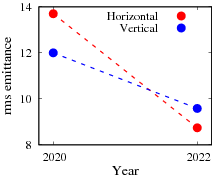 14
12
10
8
rms emittance
Horizontal
Vertical
2020
2022
Year